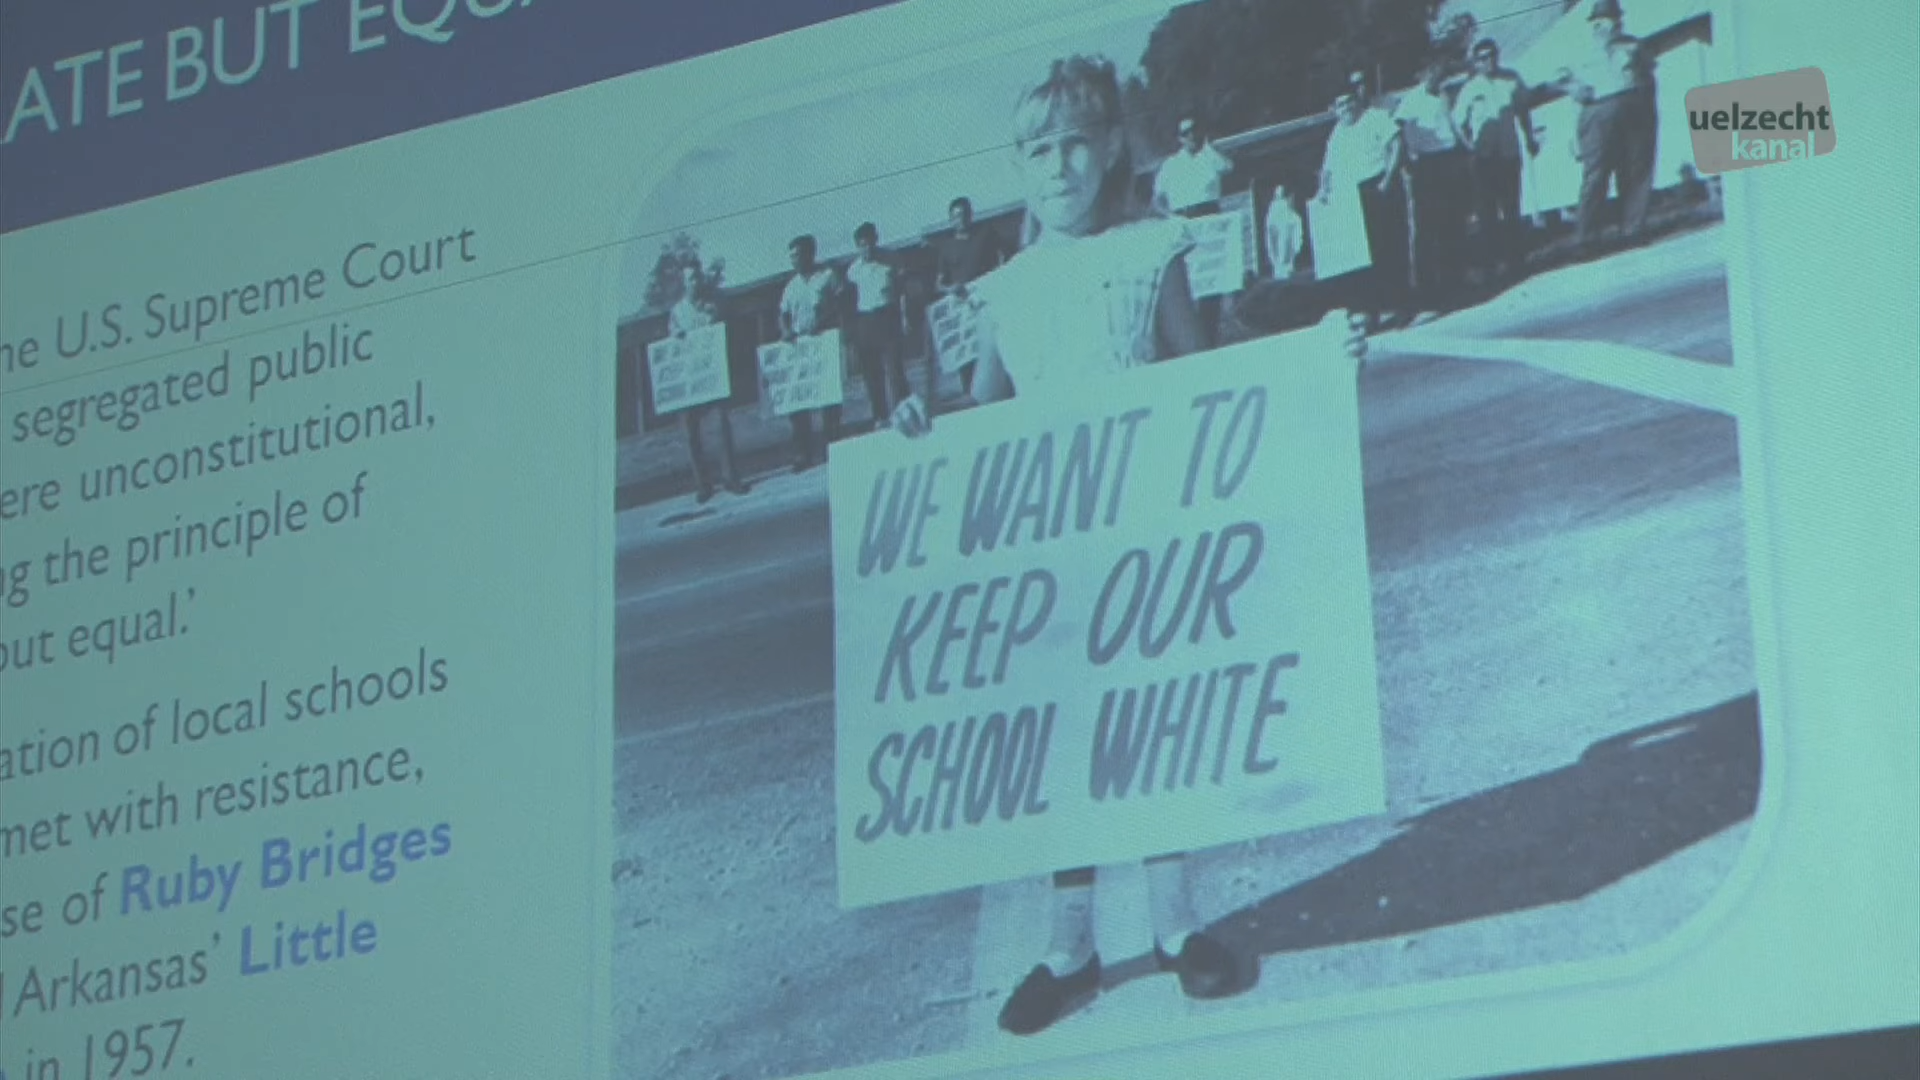 ATE BUT EQU
uelzecht
kanal
he U.S. Supreme Court
segregated public
ere unconstitutional,
ng the principle of
but equal.'
ation of local schools
met with resistance,
se of Ruby Bridges
Arkansas' Little
in 1957.
WE WANT TO
KEEP OUR
SCHOOL WHITE